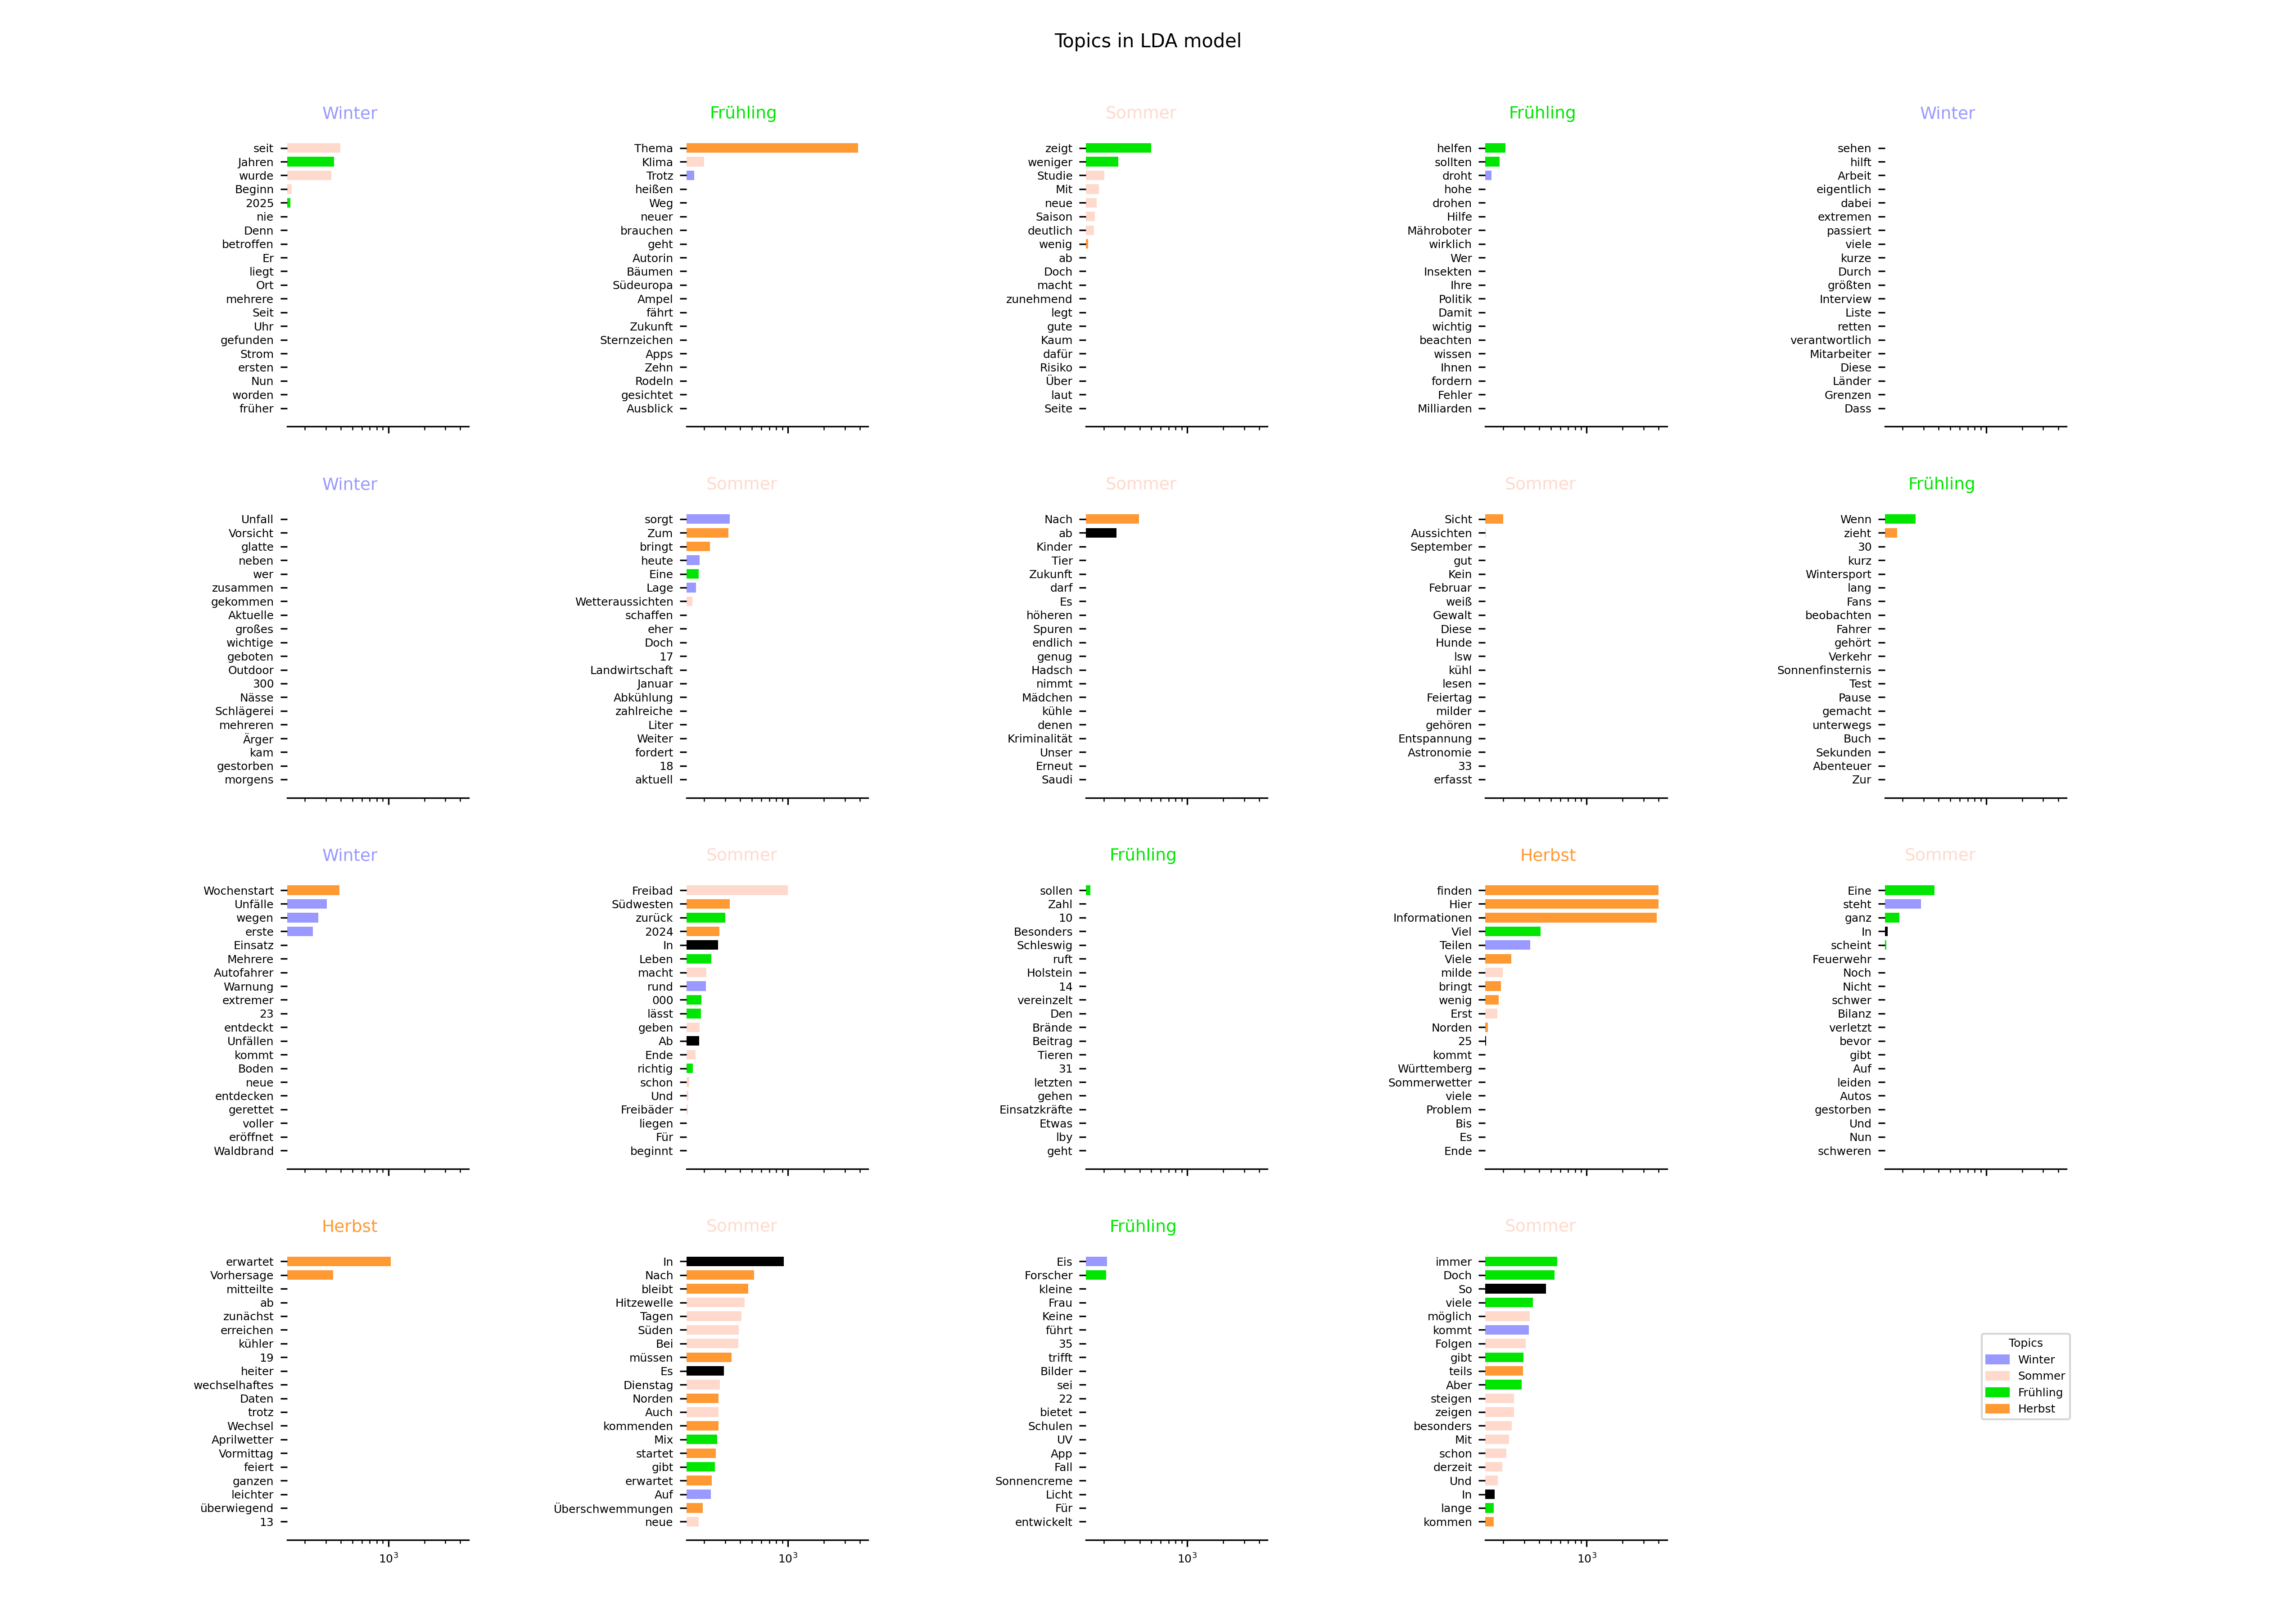 Topics in LDA model
Winter
seit
Jahren
wurde
Beginn
2025
nie
Denn
betroffen
Er
liegt
Ort
mehrere
Seit
Uhr
gefunden
Strom
ersten
Nun
worden
früher
Frühling
Thema
Klima
Trotz
heißen
Weg
neuer
brauchen
geht
Autorin
Bäumen
Südeuropa
Ampel
fährt
Zukunft
Sternzeichen
Apps
Zehn
Rodeln
gesichtet
Ausblick
Sommer
zeigt
weniger
Studie
Mit
neue
Saison
deutlich
wenig
ab
Doch
macht
zunehmend
legt
gute
Kaum
dafür
Risiko
Über
laut
Seite
Frühling
helfen
sollten
droht
hohe
drohen
Hilfe
Mähroboter
wirklich
Wer
Insekten
Ihre
Politik
Damit
wichtig
beachten
wissen
Ihnen
fordern
Fehler
Milliarden
Winter
sehen
hilft
Arbeit
eigentlich
dabei
extremen
passiert
viele
kurze
Durch
größten
Interview
Liste
retten
verantwortlich
Mitarbeiter
Diese
Länder
Grenzen
Dass
Winter
Unfall
Vorsicht
glatte
neben
wer
zusammen
gekommen
Aktuelle
großes
wichtige
geboten
Outdoor
300
Nässe
Schlägerei
mehreren
Ärger
kam
gestorben
morgens
Sommer
sorgt
Zum
bringt
heute
Eine
Lage
Wetteraussichten
schaffen
eher
Doch
17
Landwirtschaft
Januar
Abkühlung
zahlreiche
Liter
Weiter
fordert
18
aktuell
Sommer
Nach
ab
Kinder
Tier
Zukunft
darf
Es
höheren
Spuren
endlich
genug
Hadsch
nimmt
Mädchen
kühle
denen
Kriminalität
Unser
Erneut
Saudi
Sommer
Sicht
Aussichten
September
gut
Kein
Februar
weiß
Gewalt
Diese
Hunde
lsw
kühl
lesen
Feiertag
milder
gehören
Entspannung
Astronomie
33
erfasst
Frühling
Wenn
zieht
30
kurz
Wintersport
lang
Fans
beobachten
Fahrer
gehört
Verkehr
Sonnenfinsternis
Test
Pause
gemacht
unterwegs
Buch
Sekunden
Abenteuer
Zur
Winter
Wochenstart
Unfälle
wegen
erste
Einsatz
Mehrere
Autofahrer
Warnung
extremer
23
entdeckt
Unfällen
kommt
Boden
neue
entdecken
gerettet
voller
eröffnet
Waldbrand
Sommer
Freibad
Südwesten
zurück
2024
In
Leben
macht
rund
000
lässt
geben
Ab
Ende
richtig
schon
Und
Freibäder
liegen
Für
beginnt
Frühling
sollen
Zahl
10
Besonders
Schleswig
ruft
Holstein
14
vereinzelt
Den
Brände
Beitrag
Tieren
31
letzten
gehen
Einsatzkräfte
Etwas
lby
geht
Herbst
finden
Hier
Informationen
Viel
Teilen
Viele
milde
bringt
wenig
Erst
Norden
25
kommt
Württemberg
Sommerwetter
viele
Problem
Bis
Es
Ende
Sommer
Eine
steht
ganz
In
scheint
Feuerwehr
Noch
Nicht
schwer
Bilanz
verletzt
bevor
gibt
Auf
leiden
Autos
gestorben
Und
Nun
schweren
Herbst
erwartet
Vorhersage
mitteilte
ab
zunächst
erreichen
kühler
19
heiter
wechselhaftes
Daten
trotz
Wechsel
Aprilwetter
Vormittag
feiert
ganzen
leichter
überwiegend
13
10³
Sommer
In
Nach
bleibt
Hitzewelle
Tagen
Süden
Bei
müssen
Es
Dienstag
Norden
Auch
kommenden
Mix
startet
gibt
erwartet
Auf
Überschwemmungen
neue
10³
Frühling
Eis
Forscher
kleine
Frau
Keine
führt
35
trifft
Bilder
sei
22
bietet
Schulen
UV
App
Fall
Sonnencreme
Licht
Für
entwickelt
10³
Sommer
immer
Doch
So
viele
möglich
kommt
Folgen
gibt
teils
Aber
steigen
zeigen
besonders
Mit
schon
derzeit
Und
In
lange
kommen
10³
Topics
Winter
Sommer
Frühling
Herbst